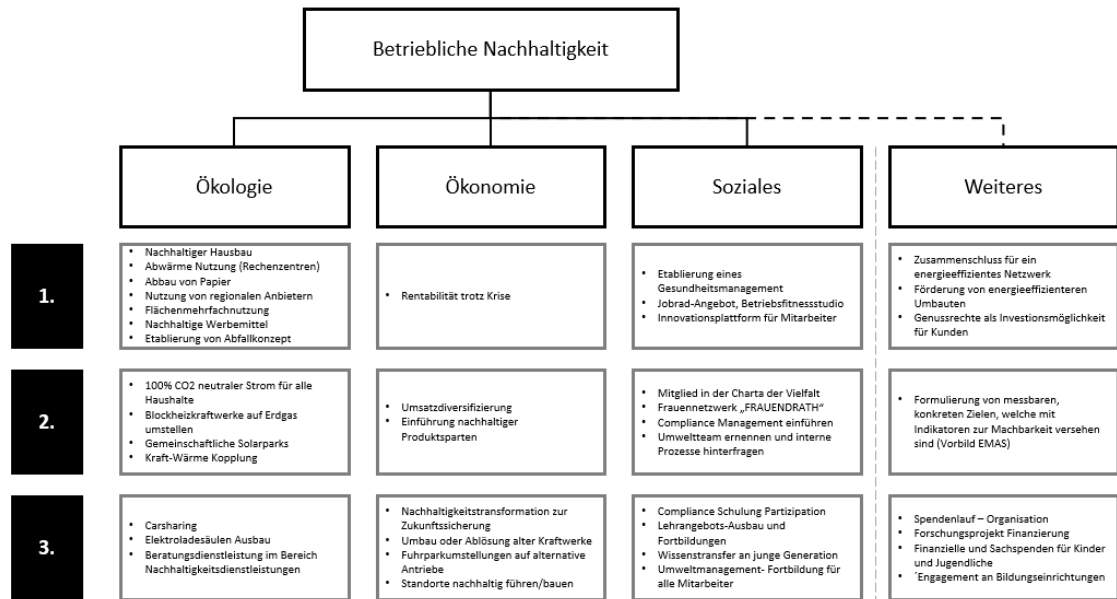 Betriebliche Nachhaltigkeit
Ökologie
Ökonomie
Soziales
Weiteres
1.
• Nachhaltiger Hausbau
• Abwärme Nutzung (Rechenzentren)
• Abbau von Papier
• Nutzung von regionalen Anbietern
• Flächenmehrfachnutzung
• Nachhaltige Werbemittel
• Etablierung von Abfallkonzept
• Rentabilität trotz Krise
• Etablierung eines
Gesundheitsmanagement
• Jobrad-Angebot, Betriebsfitnessstudio
• Innovationsplattform für Mitarbeiter
• Zusammenschluss für ein
energieeffizientes Netzwerk
• Förderung von energieeffizienteren
Umbauten
• Genussrechte als Investionsmöglichkeit
für Kunden
2.
• 100% CO2 neutraler Strom für alle
Haushalte
• Blockheizkraftwerke auf Erdgas
umstellen
• Gemeinschaftliche Solarparks
• Kraft-Wärme Kopplung
• Umsatzdiversifizierung
• Einführung nachhaltiger
Produktsparten
• Mitglied in der Charta der Vielfalt
• Frauennetzwerk „FRAUENDRATH“
• Compliance Management einführen
• Umweltteam ernennen und interne
Prozesse hinterfragen
• Formulierung von messbaren,
konkreten Zielen, welche mit
Indikatoren zur Machbarkeit versehen
sind (Vorbild EMAS)
3.
• Carsharing
• Elektroladesäulen Ausbau
• Beratungsdienstleistung im Bereich
Nachhaltigkeitsdienstleistungen
• Nachhaltigkeitstransformation zur
Zukunftssicherung
• Umbau oder Ablösung alter Kraftwerke
• Fuhrparkumstellungen auf alternative
Antriebe
• Standorte nachhaltig führen/bauen
• Compliance Schulung Partizipation
• Lehrangebots-Ausbau und
Fortbildungen
• Wissenstransfer an junge Generation
• Umweltmanagement- Fortbildung für
alle Mitarbeiter
• Spendenlauf – Organisation
• Forschungsprojekt Finanzierung
• Finanzielle und Sachspenden für Kinder
und Jugendliche
• ´Engagement an Bildungseinrichtungen